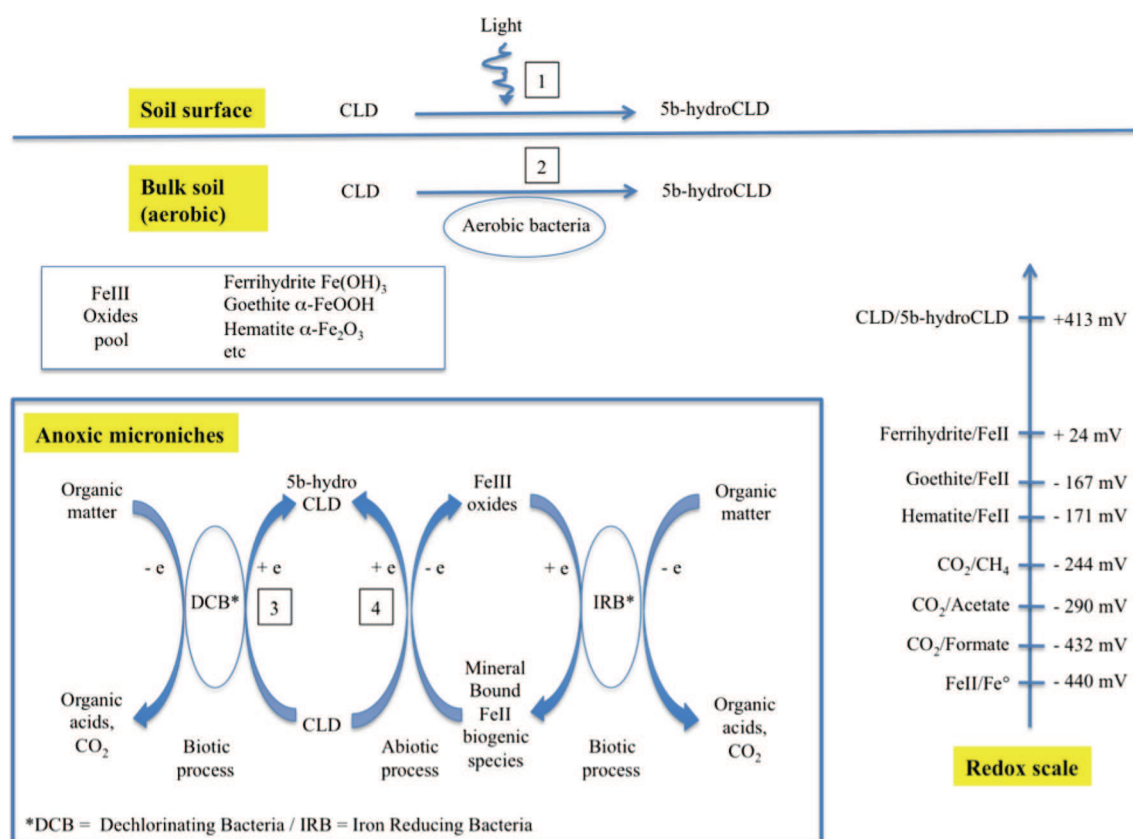 Light
1
Soil surface
CLD
5b-hydroCLD
2
Bulk soil
(aerobic)
CLD
5b-hydroCLD
Aerobic bacteria
FeIII
Oxides
pool
Ferrihydrite Fe(OH)₃
Goethite α-FeOOH
Hematite α-Fe₂O₃
etc
Anoxic microniches
Organic
matter
5b-hydro
CLD
FeIII
oxides
Organic
matter
- e
+ e
+ e
- e
+ e
- e
DCB*
3
4
IRB*
Organic
acids,
CO₂
CLD
Mineral
Bound
FeII
biogenic
species
Organic
acids,
CO₂
Biotic
process
Abiotic
process
Biotic
process
*DCB = Dechlorinating Bacteria / IRB = Iron Reducing Bacteria
CLD/5b-hydroCLD +413 mV
Ferrihydrite/FeII + 24 mV
Goethite/FeII - 167 mV
Hematite/FeII - 171 mV
CO₂/CH₄ - 244 mV
CO₂/Acetate - 290 mV
CO₂/Formate - 432 mV
FeII/Fe° - 440 mV
Redox scale